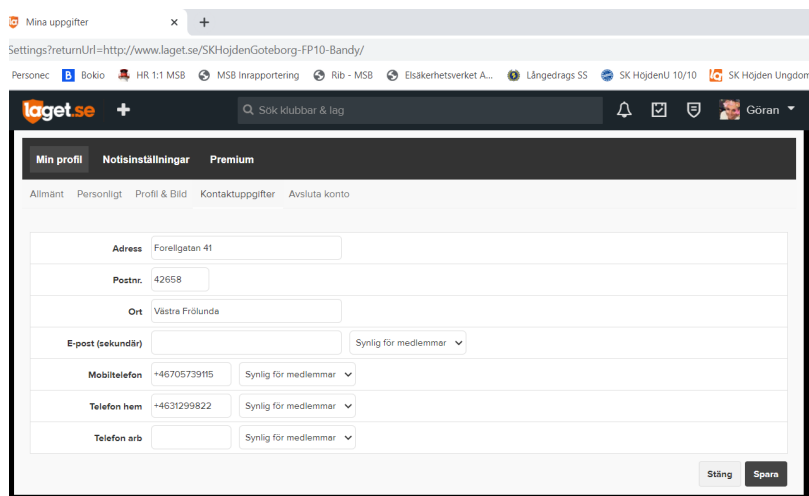 Mina uppgifter × +
Settings?returnUrl=http://www.laget.se/SKHojdenGoteborg-FP10-Bandy/
Personec B Bokio HR 1:1 MSB MSB Inrapportering Rib - MSB Elsäkerhetsverket A... Långedrags SS SK HöjdenU 10/10 SK Höjden Ungdom
laget.se + Sök klubbar & lag Göran
Min profil Notisinställningar Premium
Allmänt Personligt Profil & Bild Kontaktuppgifter Avsluta konto
Adress Forellgatan 41
Postnr. 42658
Ort Västra Frölunda
E-post (sekundär) Synlig för medlemmar
Mobiltelefon +46705739115 Synlig för medlemmar
Telefon hem +4631299822 Synlig för medlemmar
Telefon arb Synlig för medlemmar
Stäng Spara